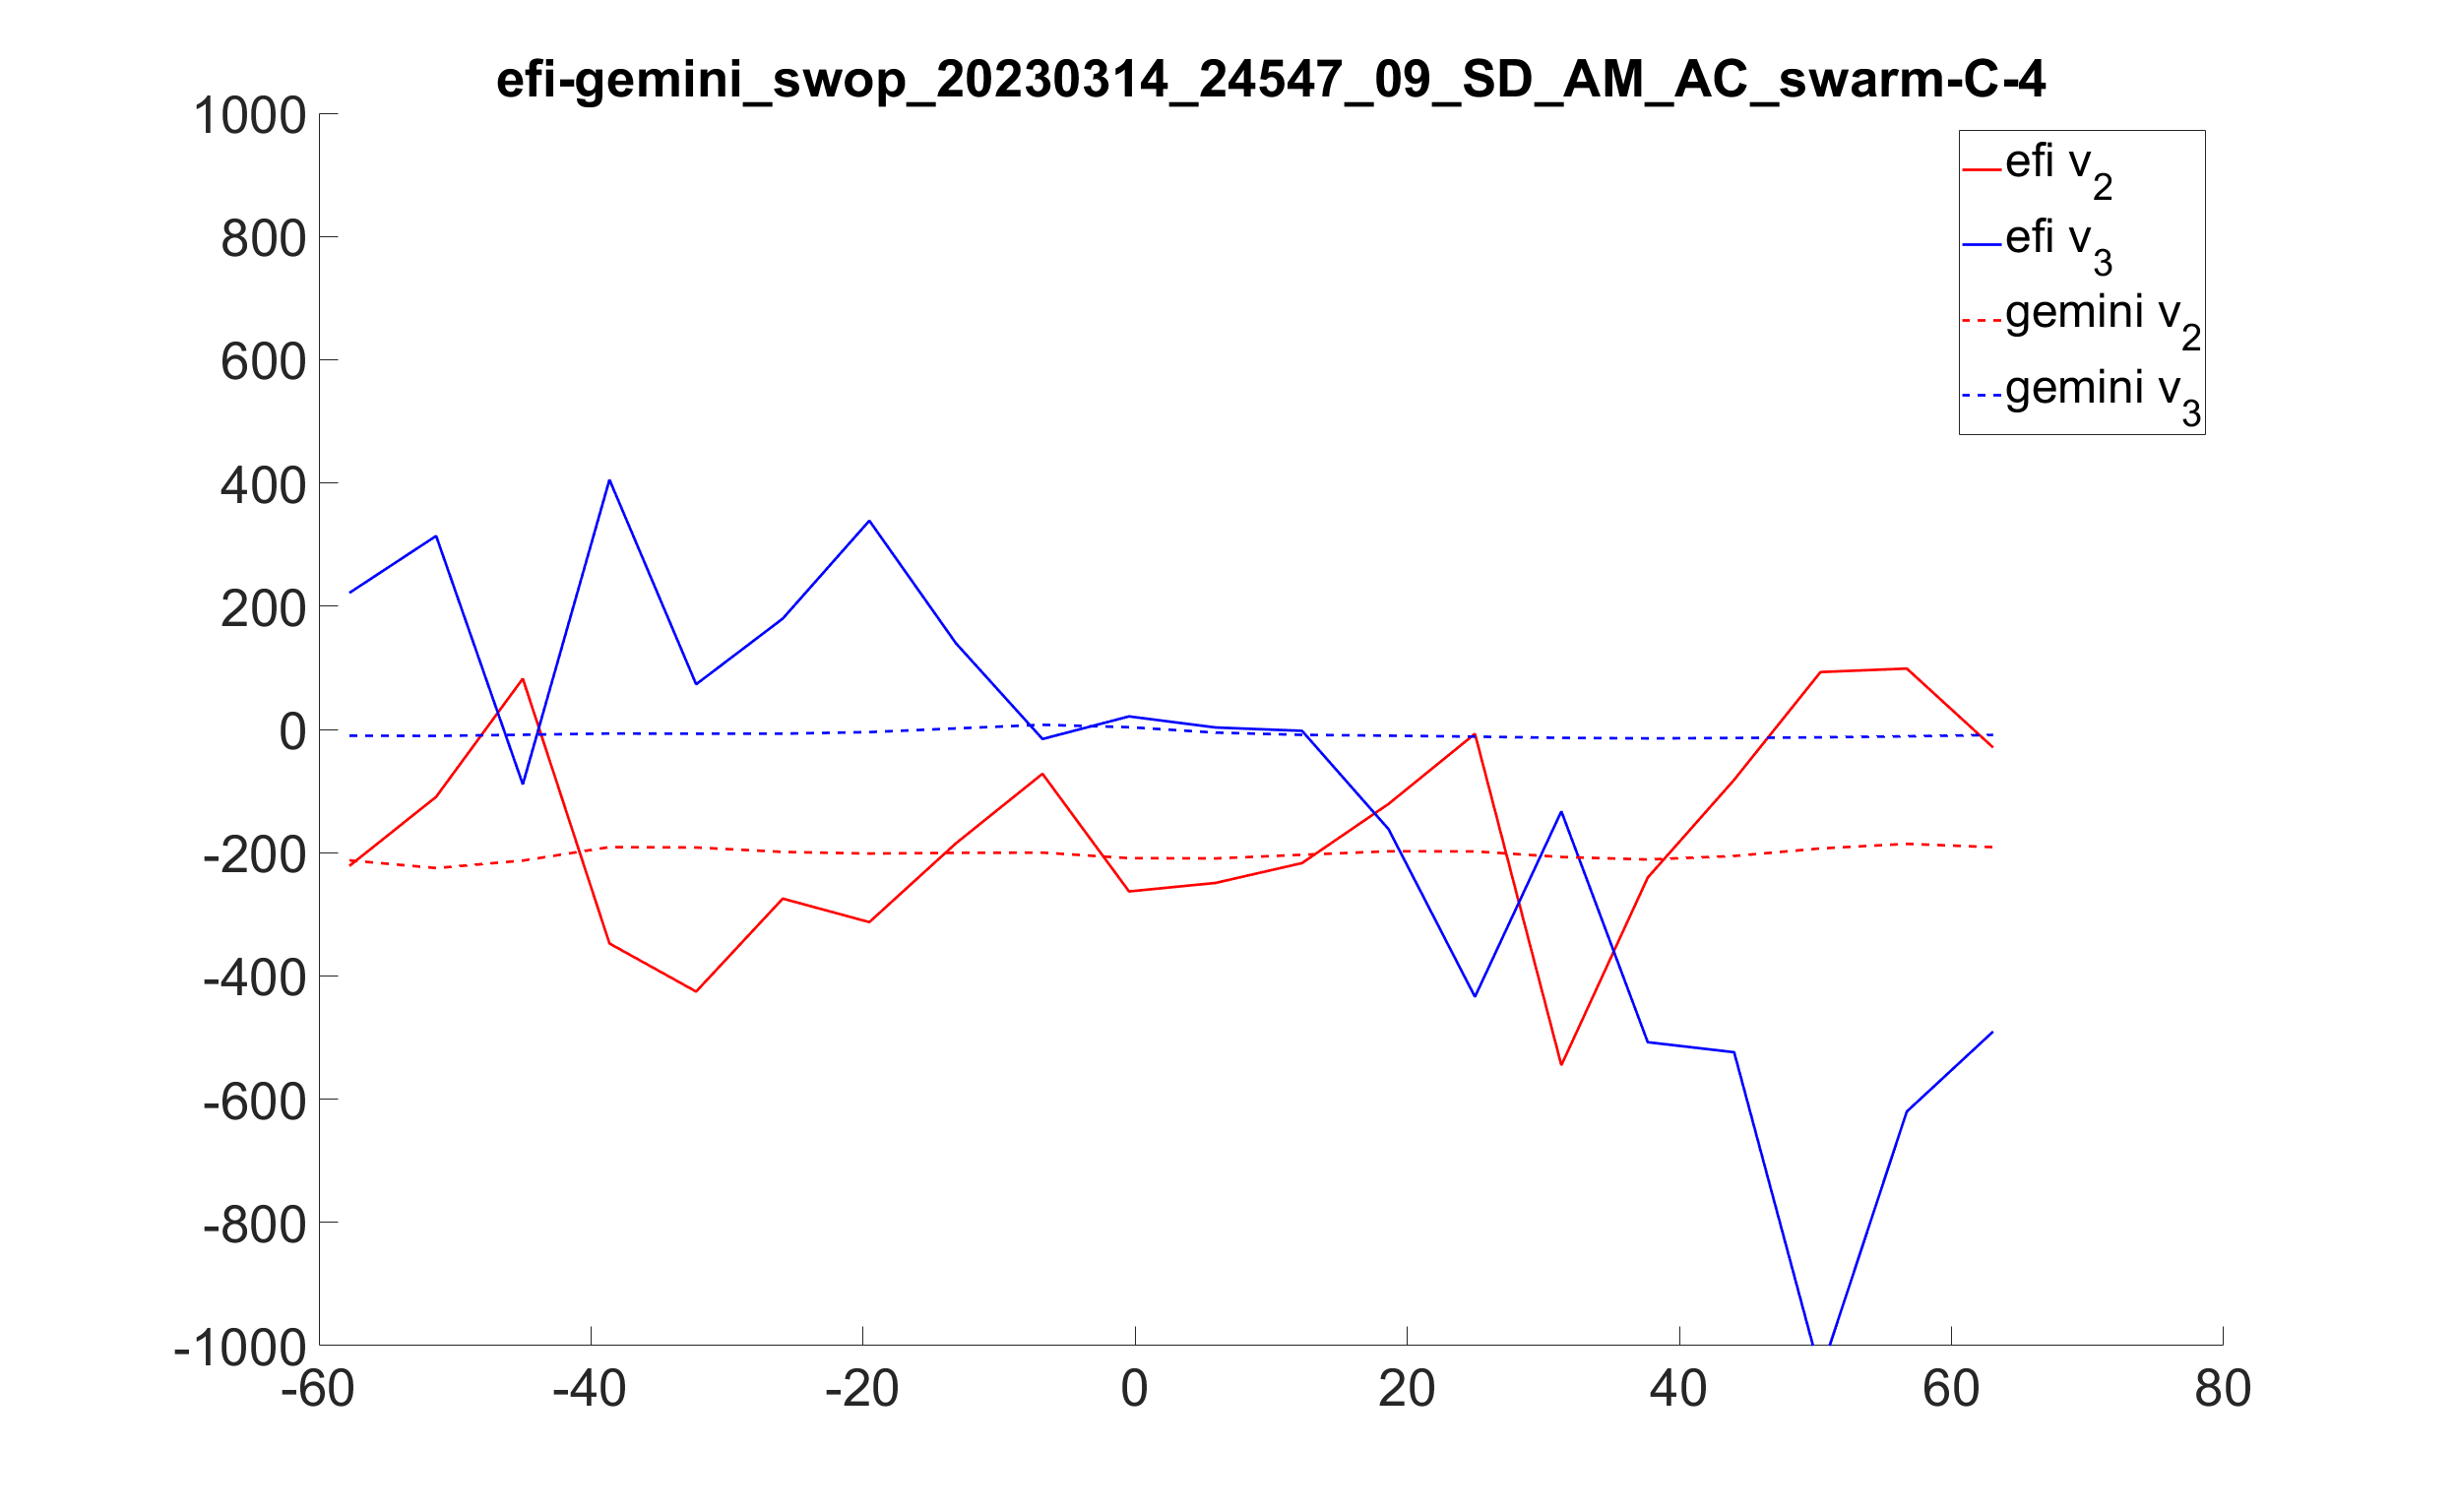 efi-gemini_swop_20230314_24547_09_SD_AM_AC_swarm-C-4
1000
800
600
400
200
0
-200
-400
-600
-800
-1000
-60 -40 -20 0 20 40 60 80
efi v2
efi v3
gemini v2
gemini v3